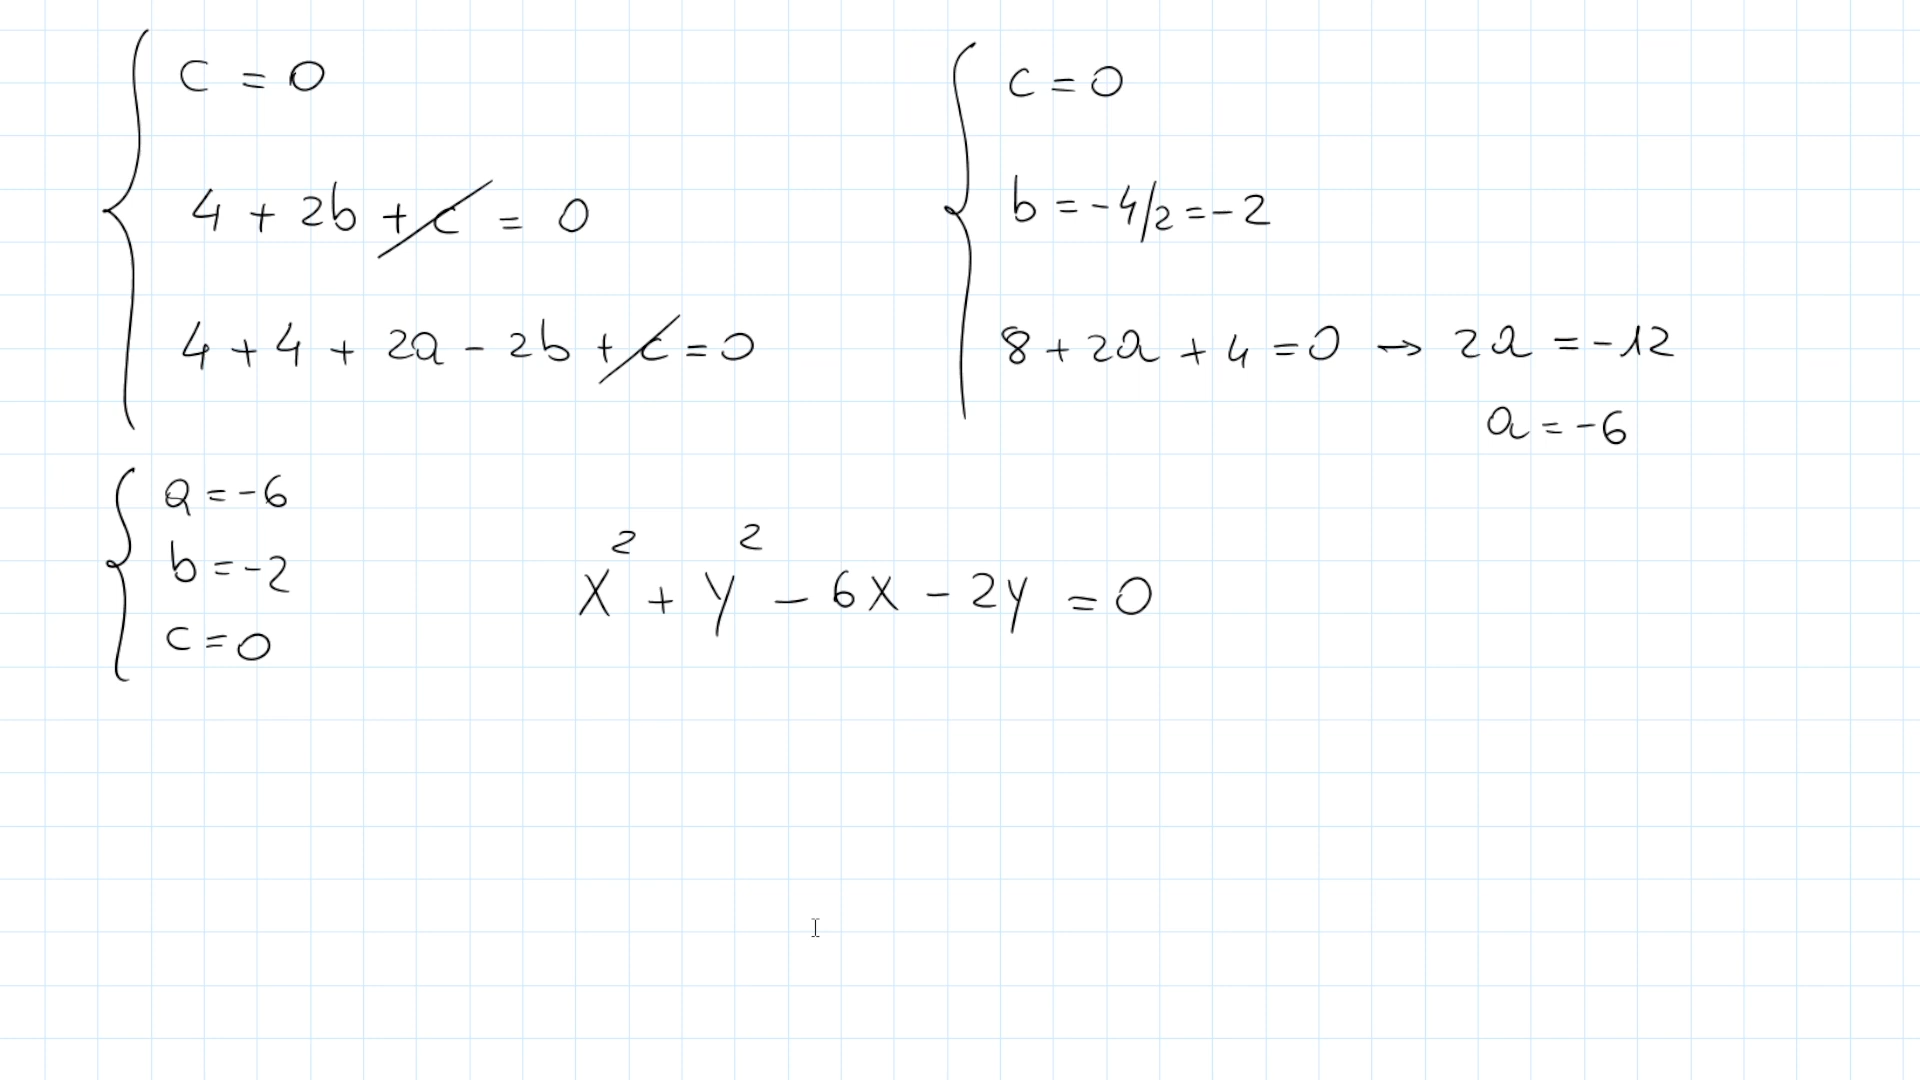 c = 0
4 + 2b + c = 0
4 + 4 + 2a - 2b + c = 0
c = 0
b = -4/2 = -2
8 + 2a + 4 = 0 → 2a = -12
a = -6
a = -6
b = -2
c = 0
x² + y² - 6x - 2y = 0